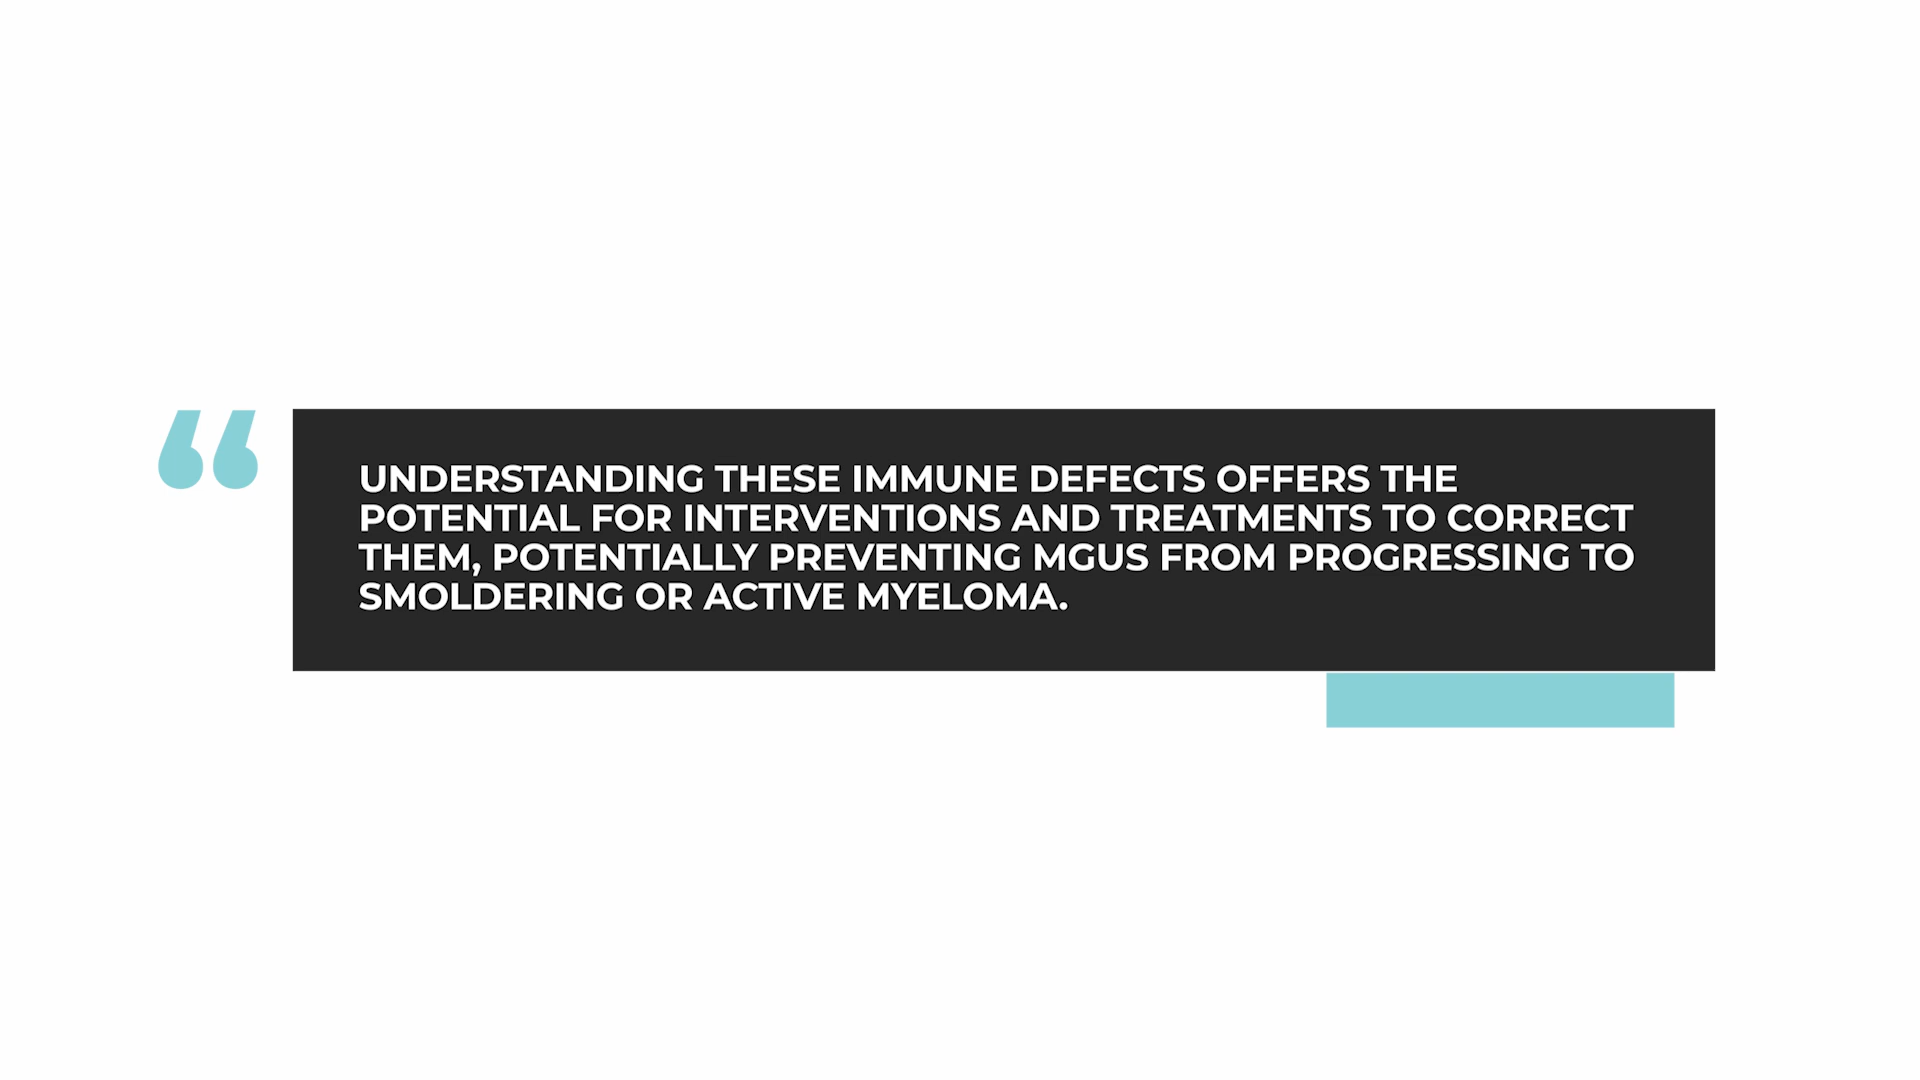 “
UNDERSTANDING THESE IMMUNE DEFECTS OFFERS THE
POTENTIAL FOR INTERVENTIONS AND TREATMENTS TO CORRECT
THEM, POTENTIALLY PREVENTING MGUS FROM PROGRESSING TO
SMOLDERING OR ACTIVE MYELOMA.